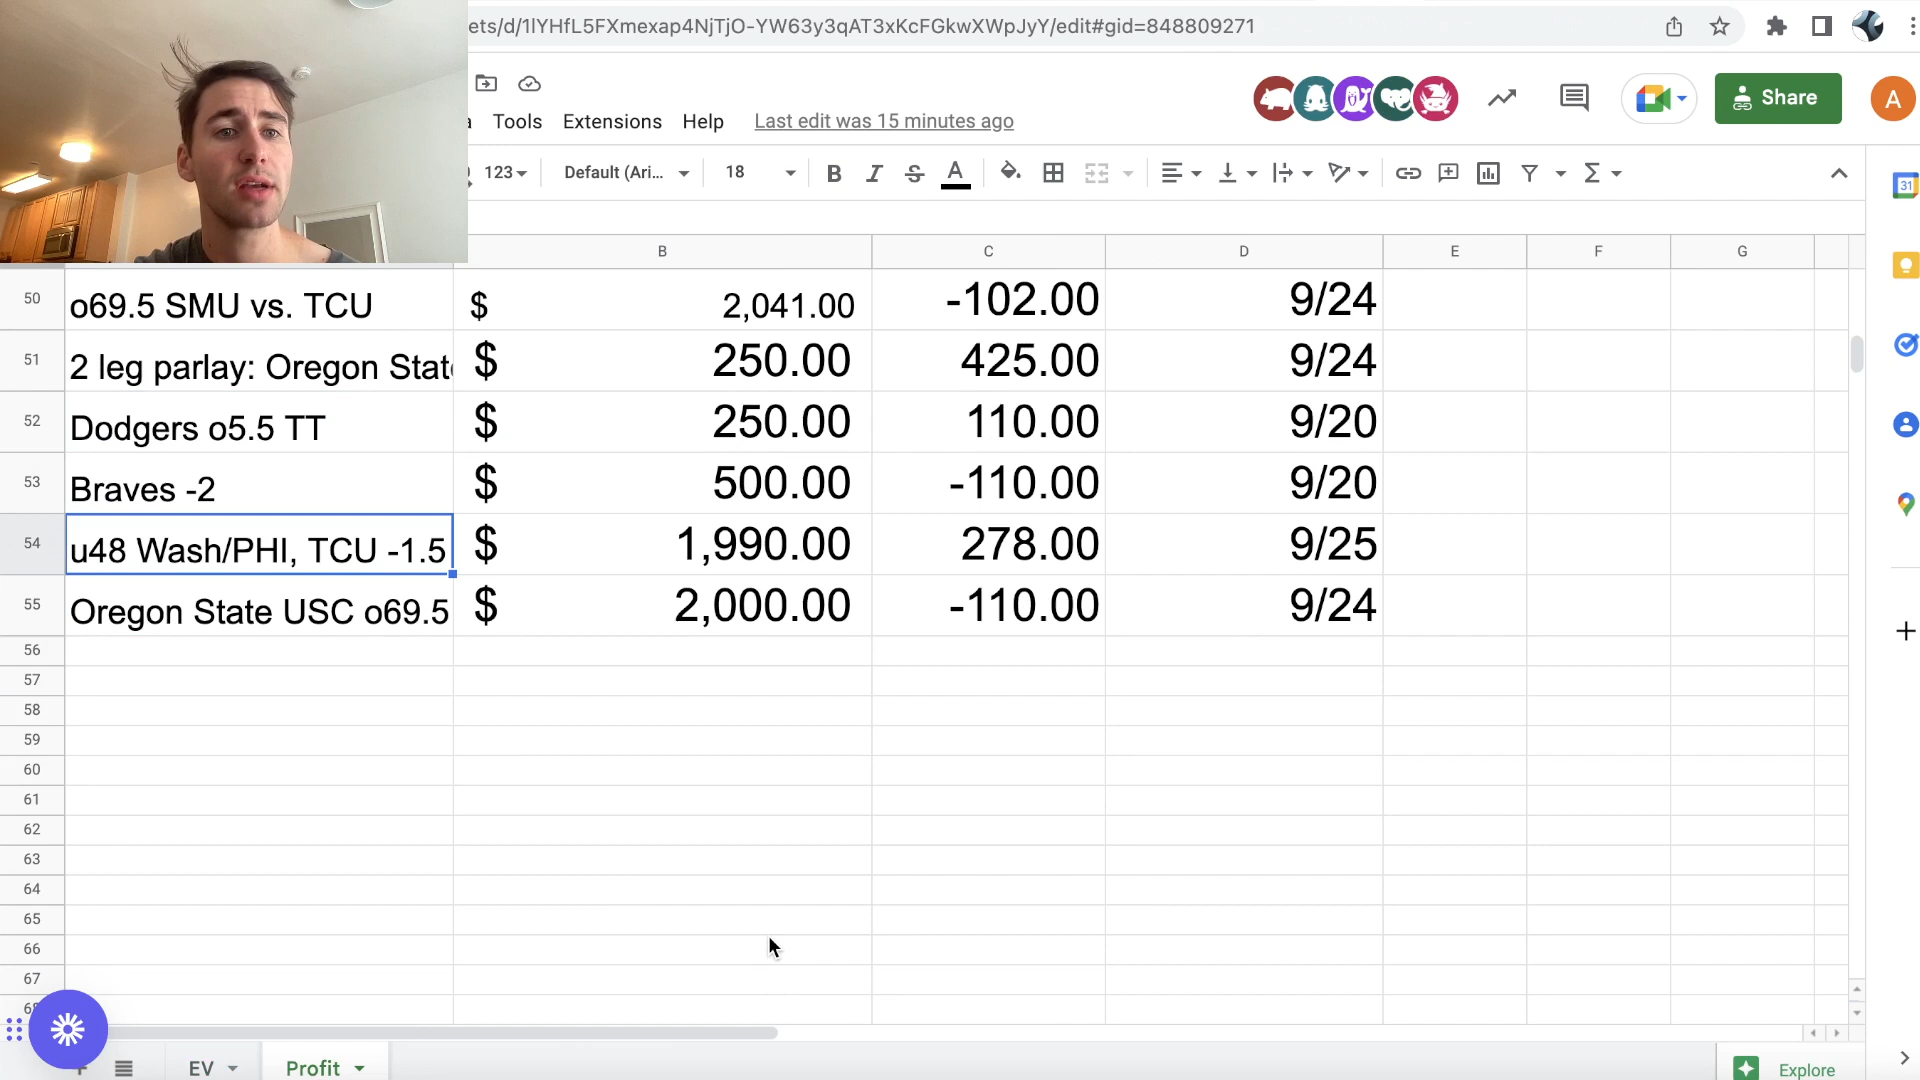 ets/d/1lYHfL5FXmexap4NjTjO-YW63y3qAT3xKcFGkwXWpJyY/edit#gid=848809271
Tools Extensions Help Last edit was 15 minutes ago
Share
A
123 Default (Ari... 18 B I S A
31
B C D E F G
50 o69.5 SMU vs. TCU $ 2,041.00 -102.00 9/24
51 2 leg parlay: Oregon State $ 250.00 425.00 9/24
52 Dodgers o5.5 TT $ 250.00 110.00 9/20
53 Braves -2 $ 500.00 -110.00 9/20
54 u48 Wash/PHI, TCU -1.5 $ 1,990.00 278.00 9/25
55 Oregon State USC o69.5 $ 2,000.00 -110.00 9/24
56
57
58
59
60
61
62
63
64
65
66
67
68
EV Profit Explore